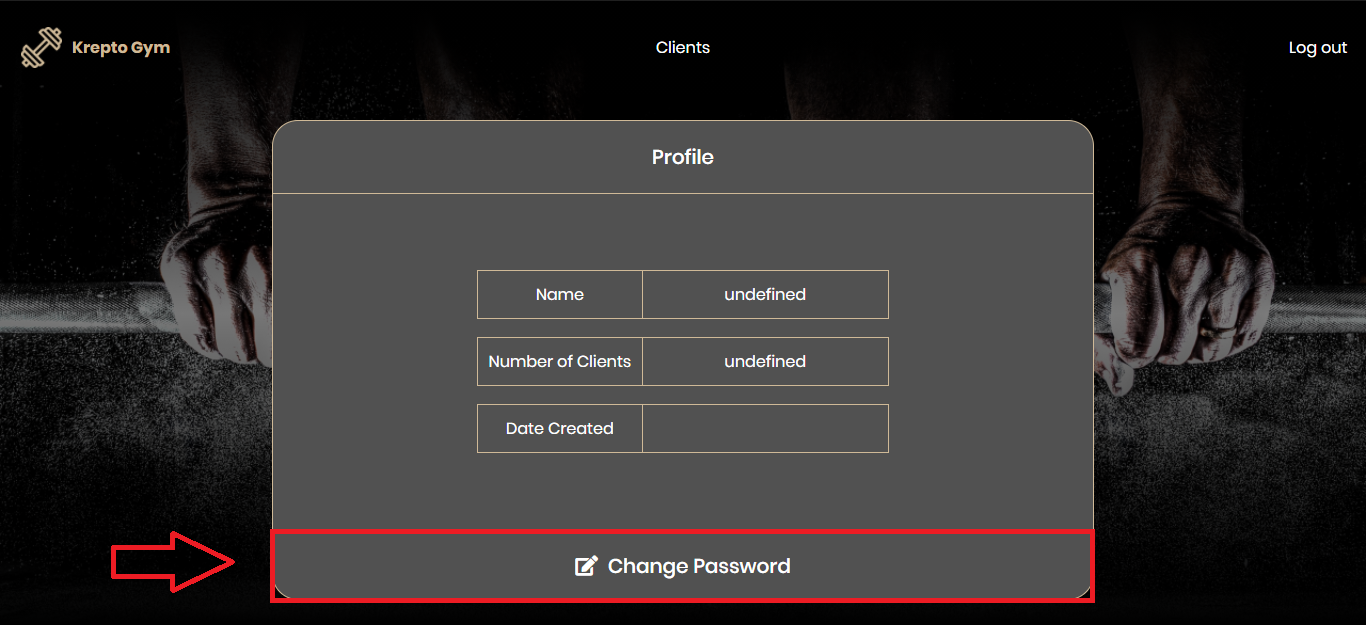 Krepto Gym
Clients
Log out
Profile
Name undefined
Number of Clients undefined
Date Created
Change Password